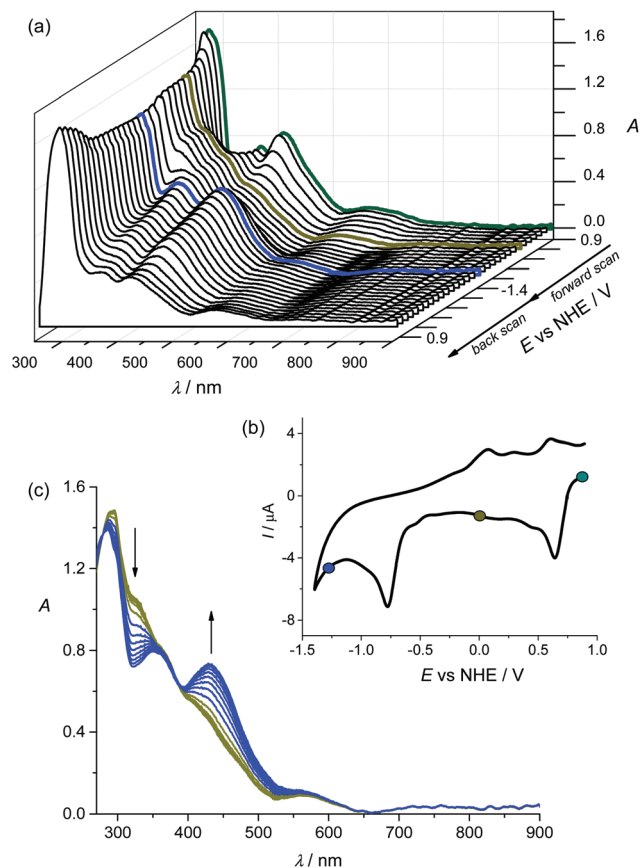 (a)
1.6
1.2
0.8
0.4
0.0
A
0.9
-1.4
0.9
forward scan
back scan
E vs NHE / V
300 400 500 600 700 800 900
λ / nm
(b)
4
0
-4
-8
I / μA
-1.5 -1.0 -0.5 0.0 0.5 1.0
E vs NHE / V
(c)
1.6
1.2
0.8
0.4
0.0
A
300 400 500 600 700 800 900
λ / nm